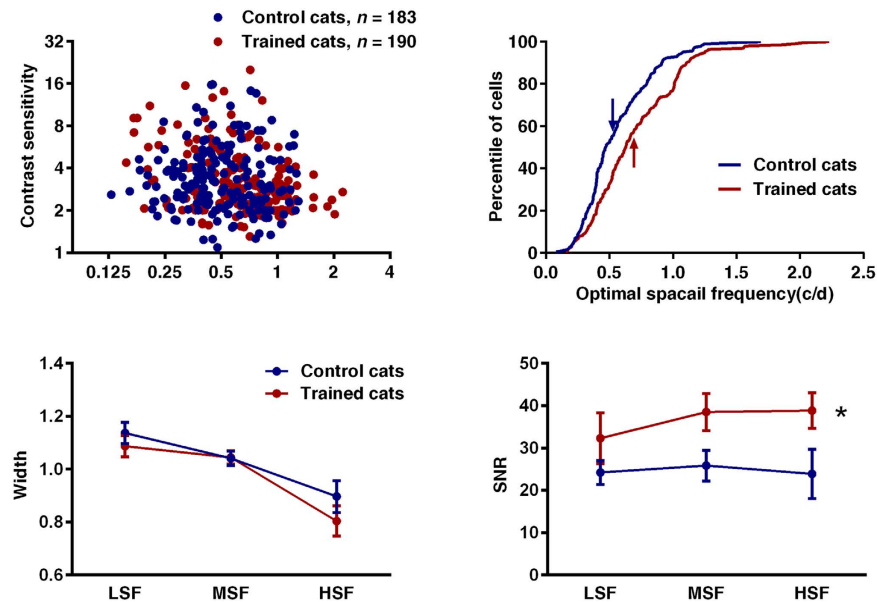 Control cats, n = 183
Trained cats, n = 190
Contrast sensitivity
32
16
8
4
2
1
0.125 0.25 0.5 1 2 4
Percentile of cells
100
80
60
40
20
0
Control cats
Trained cats
0.0 0.5 1.0 1.5 2.0 2.5
Optimal spacail frequency(c/d)
Width
1.4
1.2
1.0
0.8
0.6
Control cats
Trained cats
LSF MSF HSF
SNR
50
40
30
20
10
0
*
LSF MSF HSF